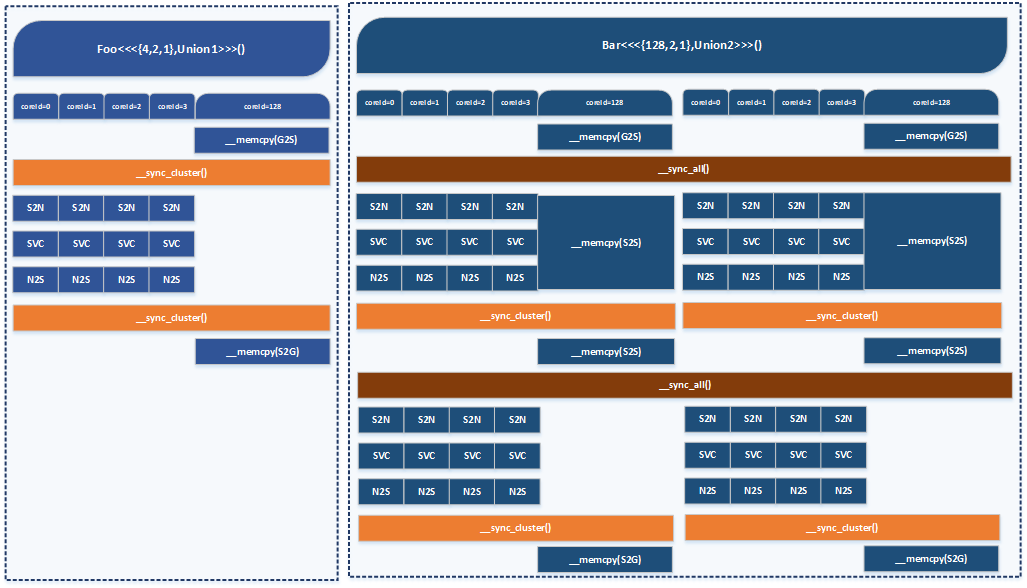 Foo<<<{4,2,1},Union1>>>()
coreId=0 coreId=1 coreId=2 coreId=3 coreId=128
__memcpy(G2S)
__sync_cluster()
S2N S2N S2N S2N
SVC SVC SVC SVC
N2S N2S N2S N2S
__sync_cluster()
__memcpy(S2G)
Bar<<<{128,2,1},Union2>>>()
coreId=0 coreId=1 coreId=2 coreId=3 coreId=128 coreId=0 coreId=1 coreId=2 coreId=3 coreId=128
__memcpy(G2S) __memcpy(G2S)
__sync_all()
S2N S2N S2N S2N S2N S2N S2N S2N
SVC SVC SVC SVC __memcpy(S2S) SVC SVC SVC SVC __memcpy(S2S)
N2S N2S N2S N2S N2S N2S N2S N2S
__sync_cluster() __sync_cluster()
__memcpy(S2S) __memcpy(S2S)
__sync_all()
S2N S2N S2N S2N S2N S2N S2N S2N
SVC SVC SVC SVC SVC SVC SVC SVC
N2S N2S N2S N2S N2S N2S N2S N2S
__sync_cluster() __sync_cluster()
__memcpy(S2G) __memcpy(S2G)